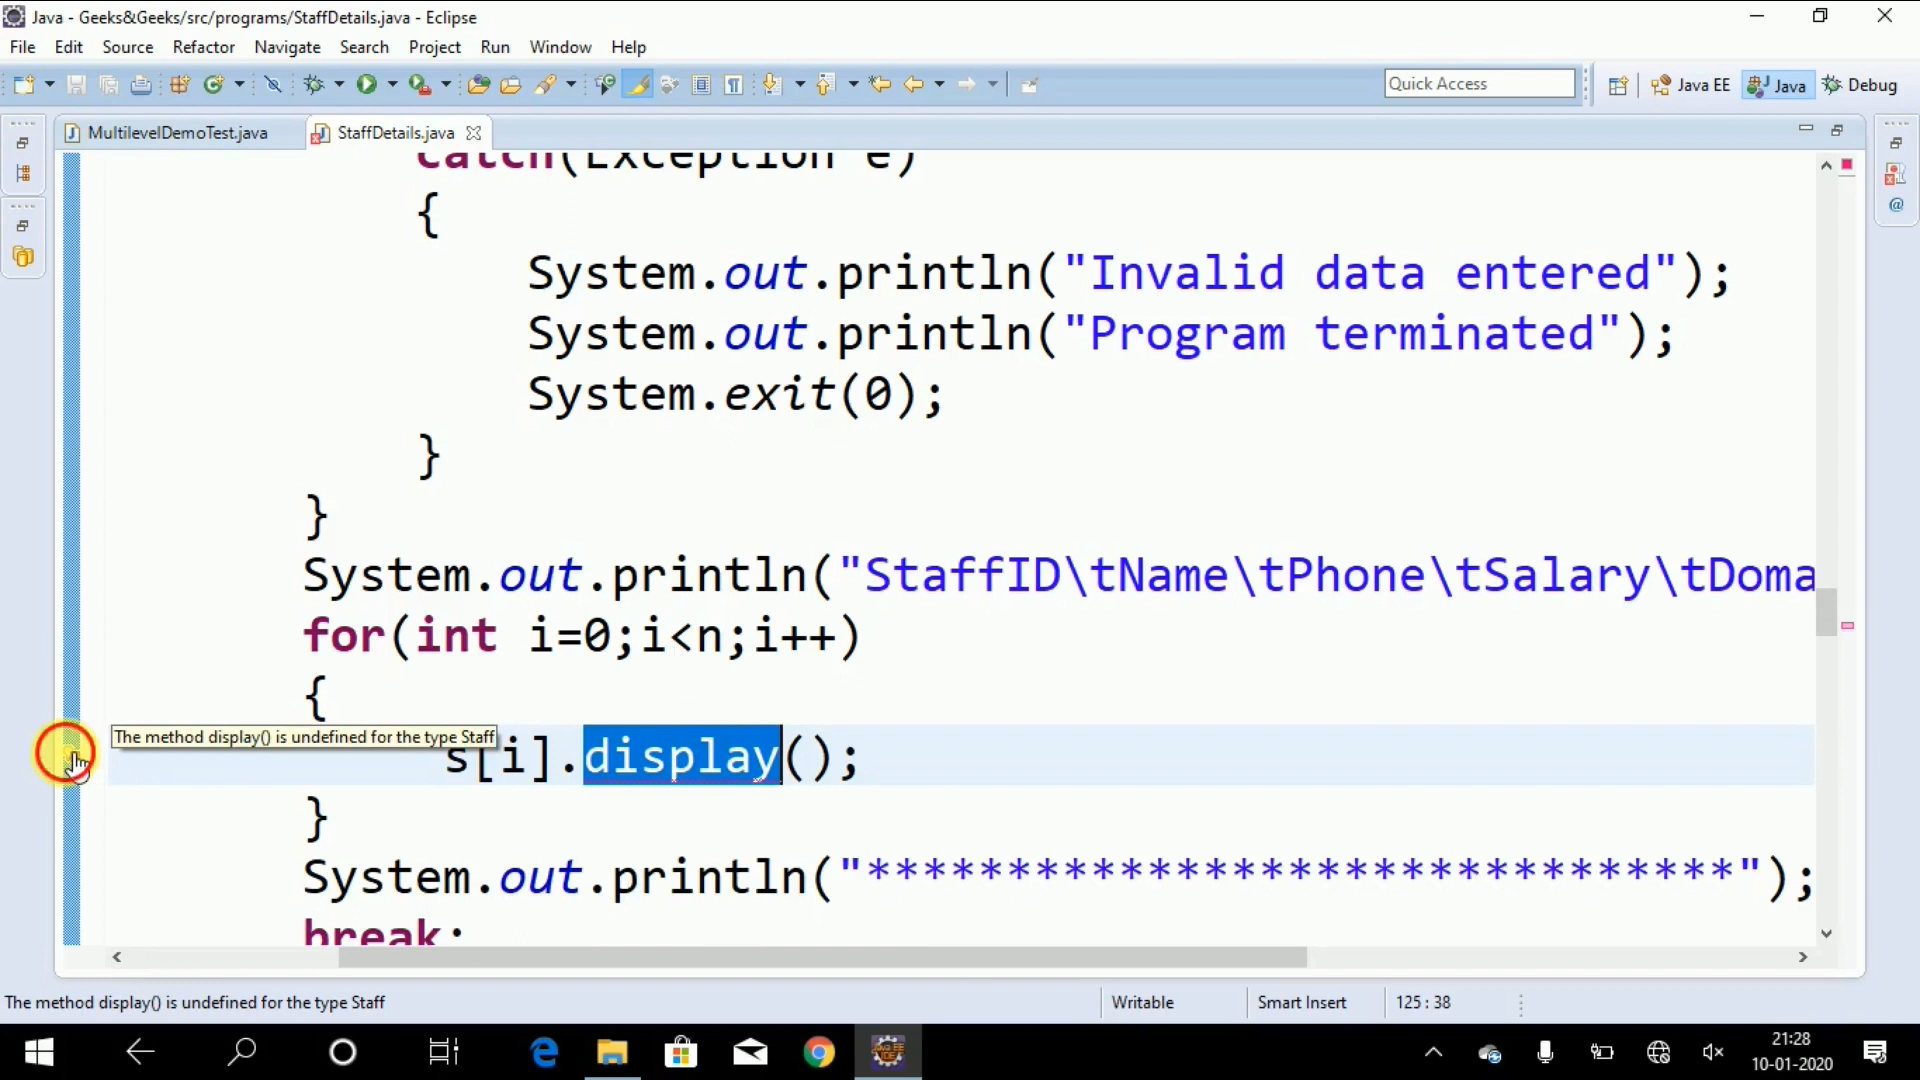 Java - Geeks&Geeks/src/programs/StaffDetails.java - Eclipse
File Edit Source Refactor Navigate Search Project Run Window Help
Quick Access Java EE Java Debug
MultilevelDemoTest.java StaffDetails.java
catch(Exception e)
{
System.out.println("Invalid data entered");
System.out.println("Program terminated");
System.exit(0);
}
}
System.out.println("StaffID\tName\tPhone\tSalary\tDoma
for(int i=0;i<n;i++)
{
The method display() is undefined for the type Staff
s[i].display();
}
System.out.println("*******************************");
break;
The method display() is undefined for the type Staff Writable Smart Insert 125 : 38
21:28
10-01-2020